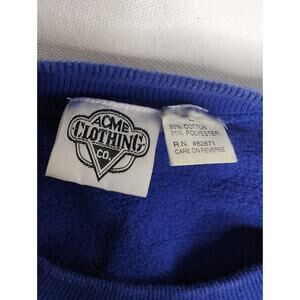 ACME
CLOTHING
CO.
L
80% COTTON
20% POLYESTER
R.N. #82871
CARE ON REVERSE